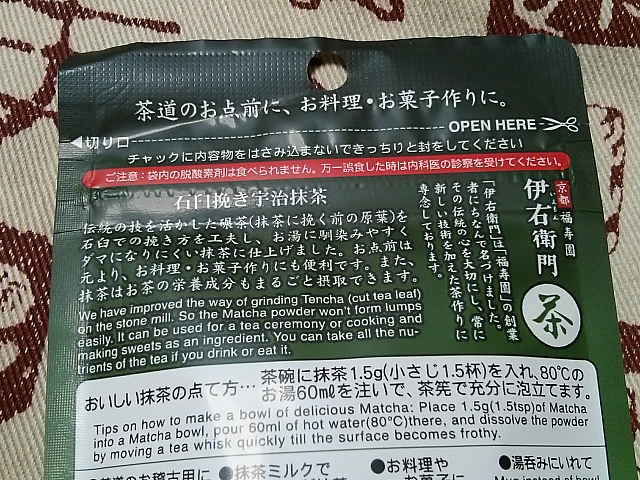 茶道のお点前に、お料理・お菓子作りに。
◀切り口
OPEN HERE
チャックに内容物をはさみ込まないできっちりと封をしてください
ご注意:袋内の脱酸素剤は食べられません。万一誤食した時は内科医の診察を受けてください。
石臼挽き宇治抹茶
伝統の技を活かした碾茶(抹茶に挽く前の原葉)を
石臼での挽き方を工夫し、お湯に馴染みやすく
ダマになりにくい抹茶に仕上げました。お点前は
元より、お料理・お菓子作りにも便利です。また、
抹茶はお茶の栄養成分もまるごと摂取できます。
We have improved the way of grinding Tencha (cut tea leaf)
on the stone mill. So the Matcha powder won't form lumps
easily. It can be used for a tea ceremony or cooking and
making sweets as an ingredient. You can take all the nu-
trients of the tea if you drink or eat it.
京都 福寿園
伊右衛門
茶
「伊右衛門」は「福寿園」の創業
者にちなんで名づけました。
その伝統の心を大切にし、常に
新しい技術を加えた茶作りに
専念しております。
おいしい抹茶の点て方…茶碗に抹茶1.5g(小さじ1.5杯)を入れ、80℃の
お湯60mℓを注いで、茶筅で充分に泡立てます。
Tips on how to make a bowl of delicious Matcha: Place 1.5g(1.5tsp)of Matcha
into a Matcha bowl, pour 60ml of hot water(80°C)there, and dissolve the powder
by moving a tea whisk quickly till the surface becomes frothy.
●抹茶ミルクで
●お料理や
●湯呑みにいれて